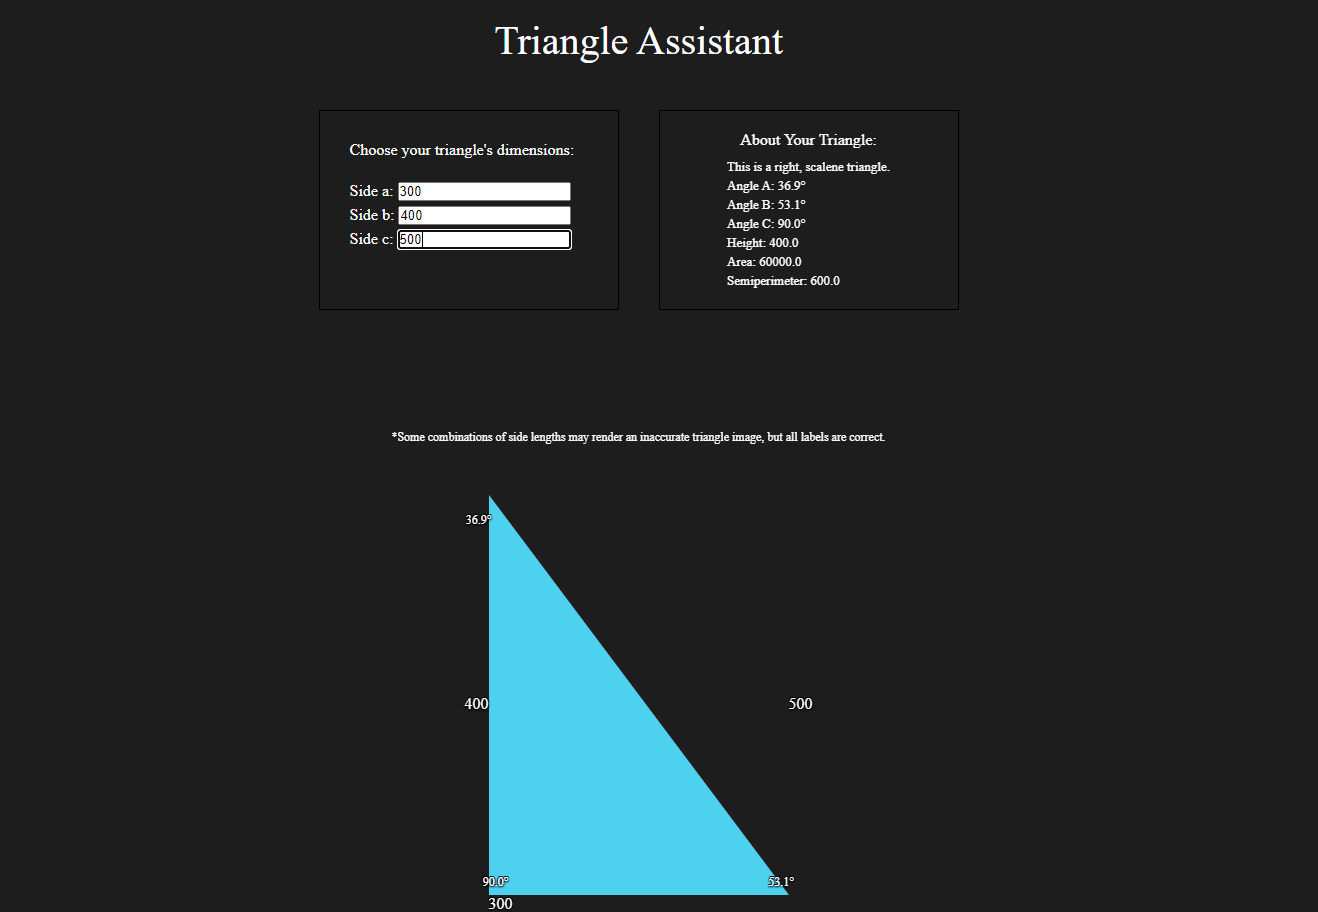 Triangle Assistant
Choose your triangle's dimensions:
Side a: 300
Side b: 400
Side c: 500
About Your Triangle:
This is a right, scalene triangle.
Angle A: 36.9°
Angle B: 53.1°
Angle C: 90.0°
Height: 400.0
Area: 60000.0
Semiperimeter: 600.0
*Some combinations of side lengths may render an inaccurate triangle image, but all labels are correct.
36.9°
400
500
90.0°
53.1°
300